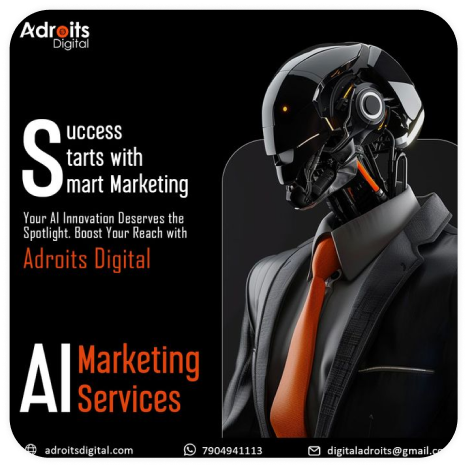 Adroits
Digital
Success
Starts with
Smart Marketing
Your AI Innovation Deserves the
Spotlight. Boost Your Reach with
Adroits Digital
AI Marketing
Services
adroitsdigital.com 7904941113 digitaladroits@gmail.co